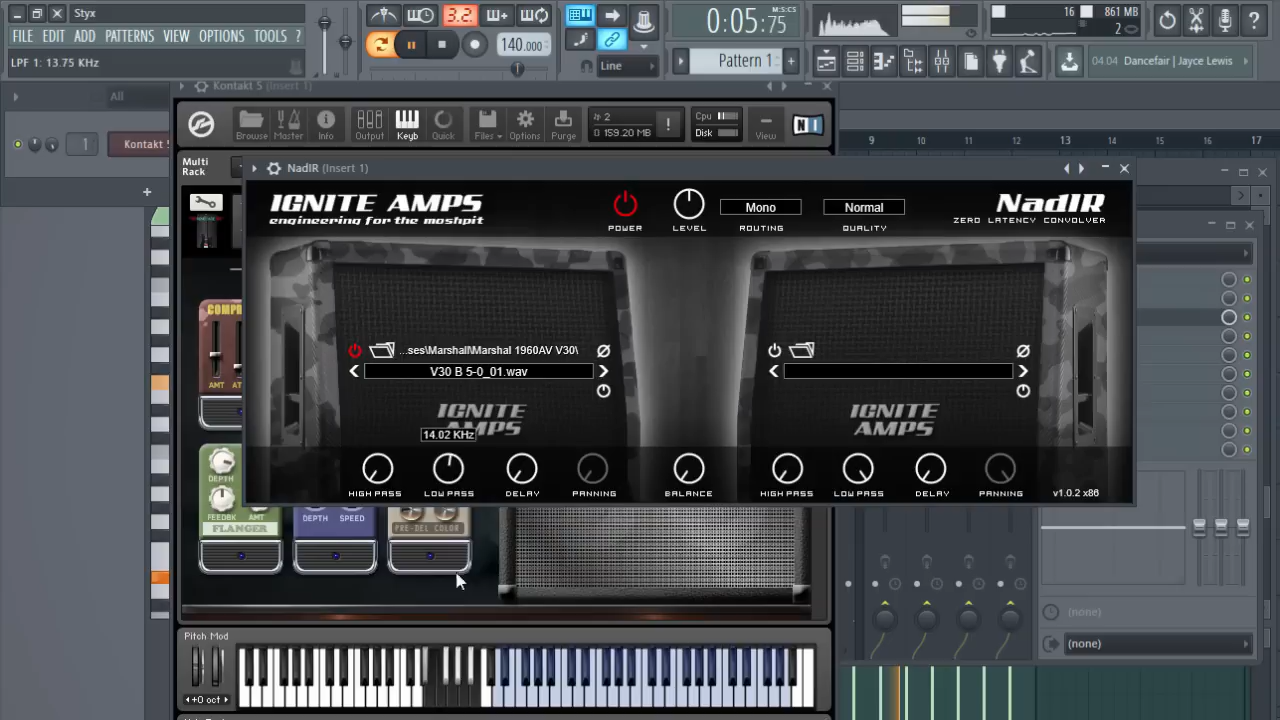 Styx
3.2.
140.000
0:05:75
M:S:CS
16
861 MB
2
FILE EDIT ADD PATTERNS VIEW OPTIONS TOOLS ?
LPF 1: 13.75 KHz
Line
Pattern 1
04.04 Dancefair | Jayce Lewis
Kontakt 5 (Insert 1)
All
Browse Master Info Output Keyb Quick Files Options Purge
2
0 159.20 MB
!
Cpu
Disk
View
NI
1
Kontakt 5
Multi
Rack
9 10 11 12 13 14 15 16 17
NadIR (Insert 1)
IGNITE AMPS
engineering for the moshpit
POWER
LEVEL
Mono
ROUTING
Normal
QUALITY
NadIR
ZERO LATENCY CONVOLVER
...ses\Marshall\Marshal 1960AV V30\
V30 B 5-0_01.wav
IGNITE
AMPS
IGNITE
AMPS
14.02 KHz
HIGH PASS LOW PASS DELAY PANNING BALANCE HIGH PASS LOW PASS DELAY PANNING
v1.0.2 x86
AMT
DEPTH
FEEDBK AMT
FLANGER
DEPTH SPEED
PRE-DEL COLOR
(none)
(none)
Pitch Mod
+0 oct